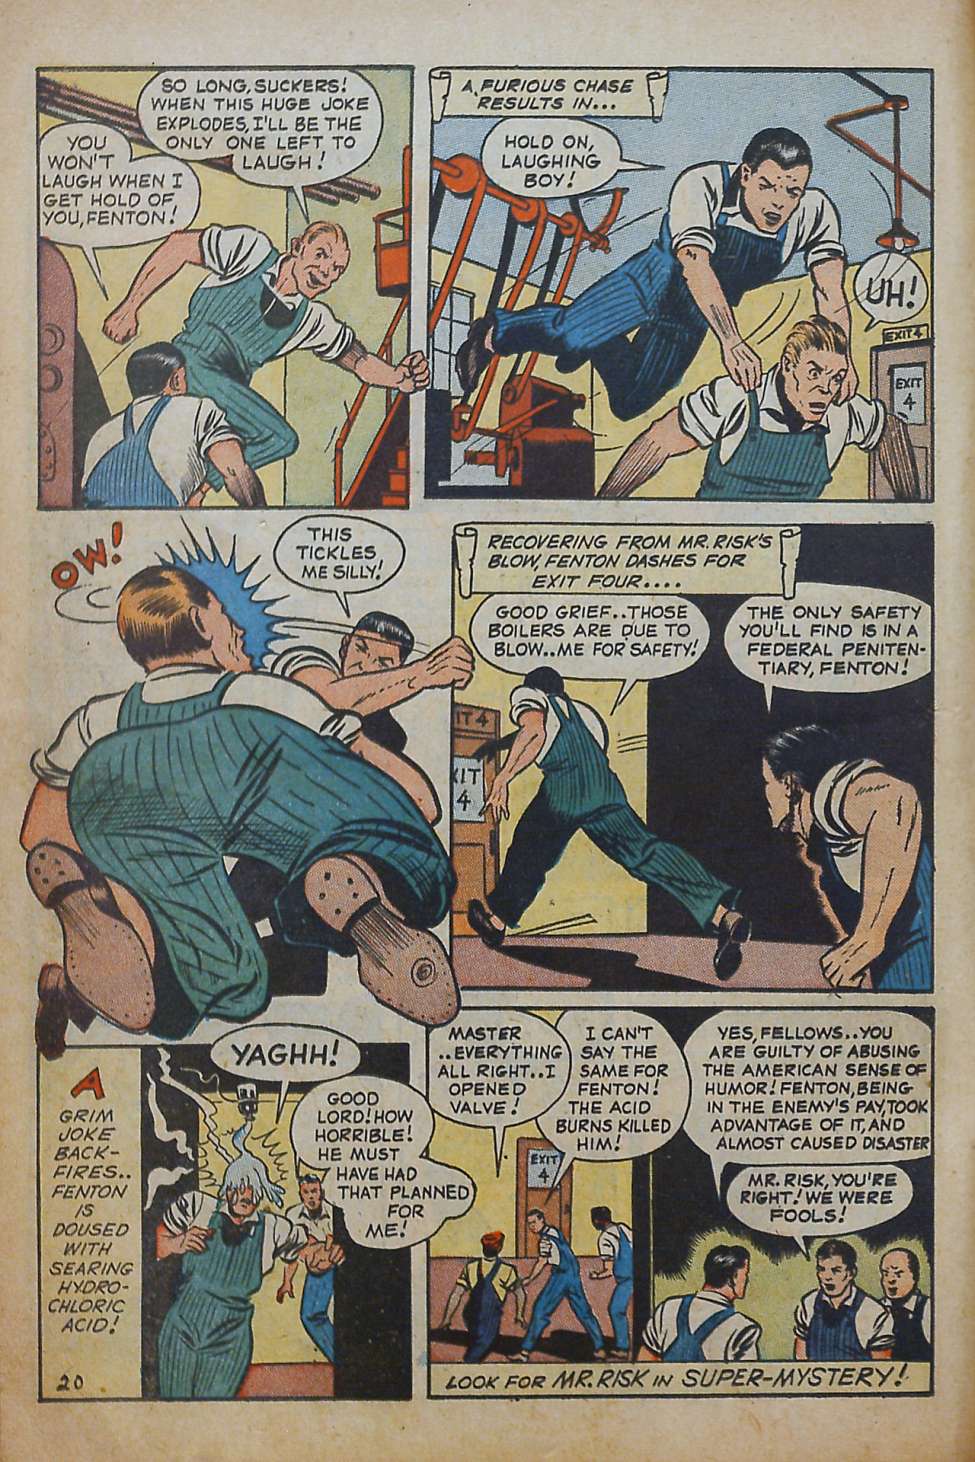 SO LONG, SUCKERS!
WHEN THIS HUGE JOKE
EXPLODES, I'LL BE THE
ONLY ONE LEFT TO
LAUGH!
YOU
WON'T
LAUGH WHEN I
GET HOLD OF
YOU, FENTON!
A FURIOUS CHASE
RESULTS IN...
HOLD ON,
LAUGHING
BOY!
UH!
EXIT 4
EXIT
4
OW!
THIS
TICKLES
ME SILLY!
RECOVERING FROM MR. RISK'S
BLOW, FENTON DASHES FOR
EXIT FOUR....
GOOD GRIEF..THOSE
BOILERS ARE DUE TO
BLOW..ME FOR SAFETY!
THE ONLY SAFETY
YOU'LL FIND IS IN A
FEDERAL PENITEN-
TIARY, FENTON!
XIT 4
XIT
4
A
GRIM
JOKE
BACK-
FIRES..
FENTON
IS
DOUSED
WITH
SEARING
HYDRO-
CHLORIC
ACID!
YAGHH!
GOOD
LORD! HOW
HORRIBLE!
HE MUST
HAVE HAD
THAT PLANNED
FOR
ME!
20
MASTER
..EVERYTHING
ALL RIGHT..I
OPENED
VALVE!
I CAN'T
SAY THE
SAME FOR
FENTON!
THE ACID
BURNS KILLED
HIM!
EXIT
4
YES, FELLOWS..YOU
ARE GUILTY OF ABUSING
THE AMERICAN SENSE OF
HUMOR! FENTON, BEING
IN THE ENEMY'S PAY, TOOK
ADVANTAGE OF IT, AND
ALMOST CAUSED DISASTER
MR. RISK, YOU'RE
RIGHT! WE WERE
FOOLS!
LOOK FOR MR. RISK IN SUPER-MYSTERY!